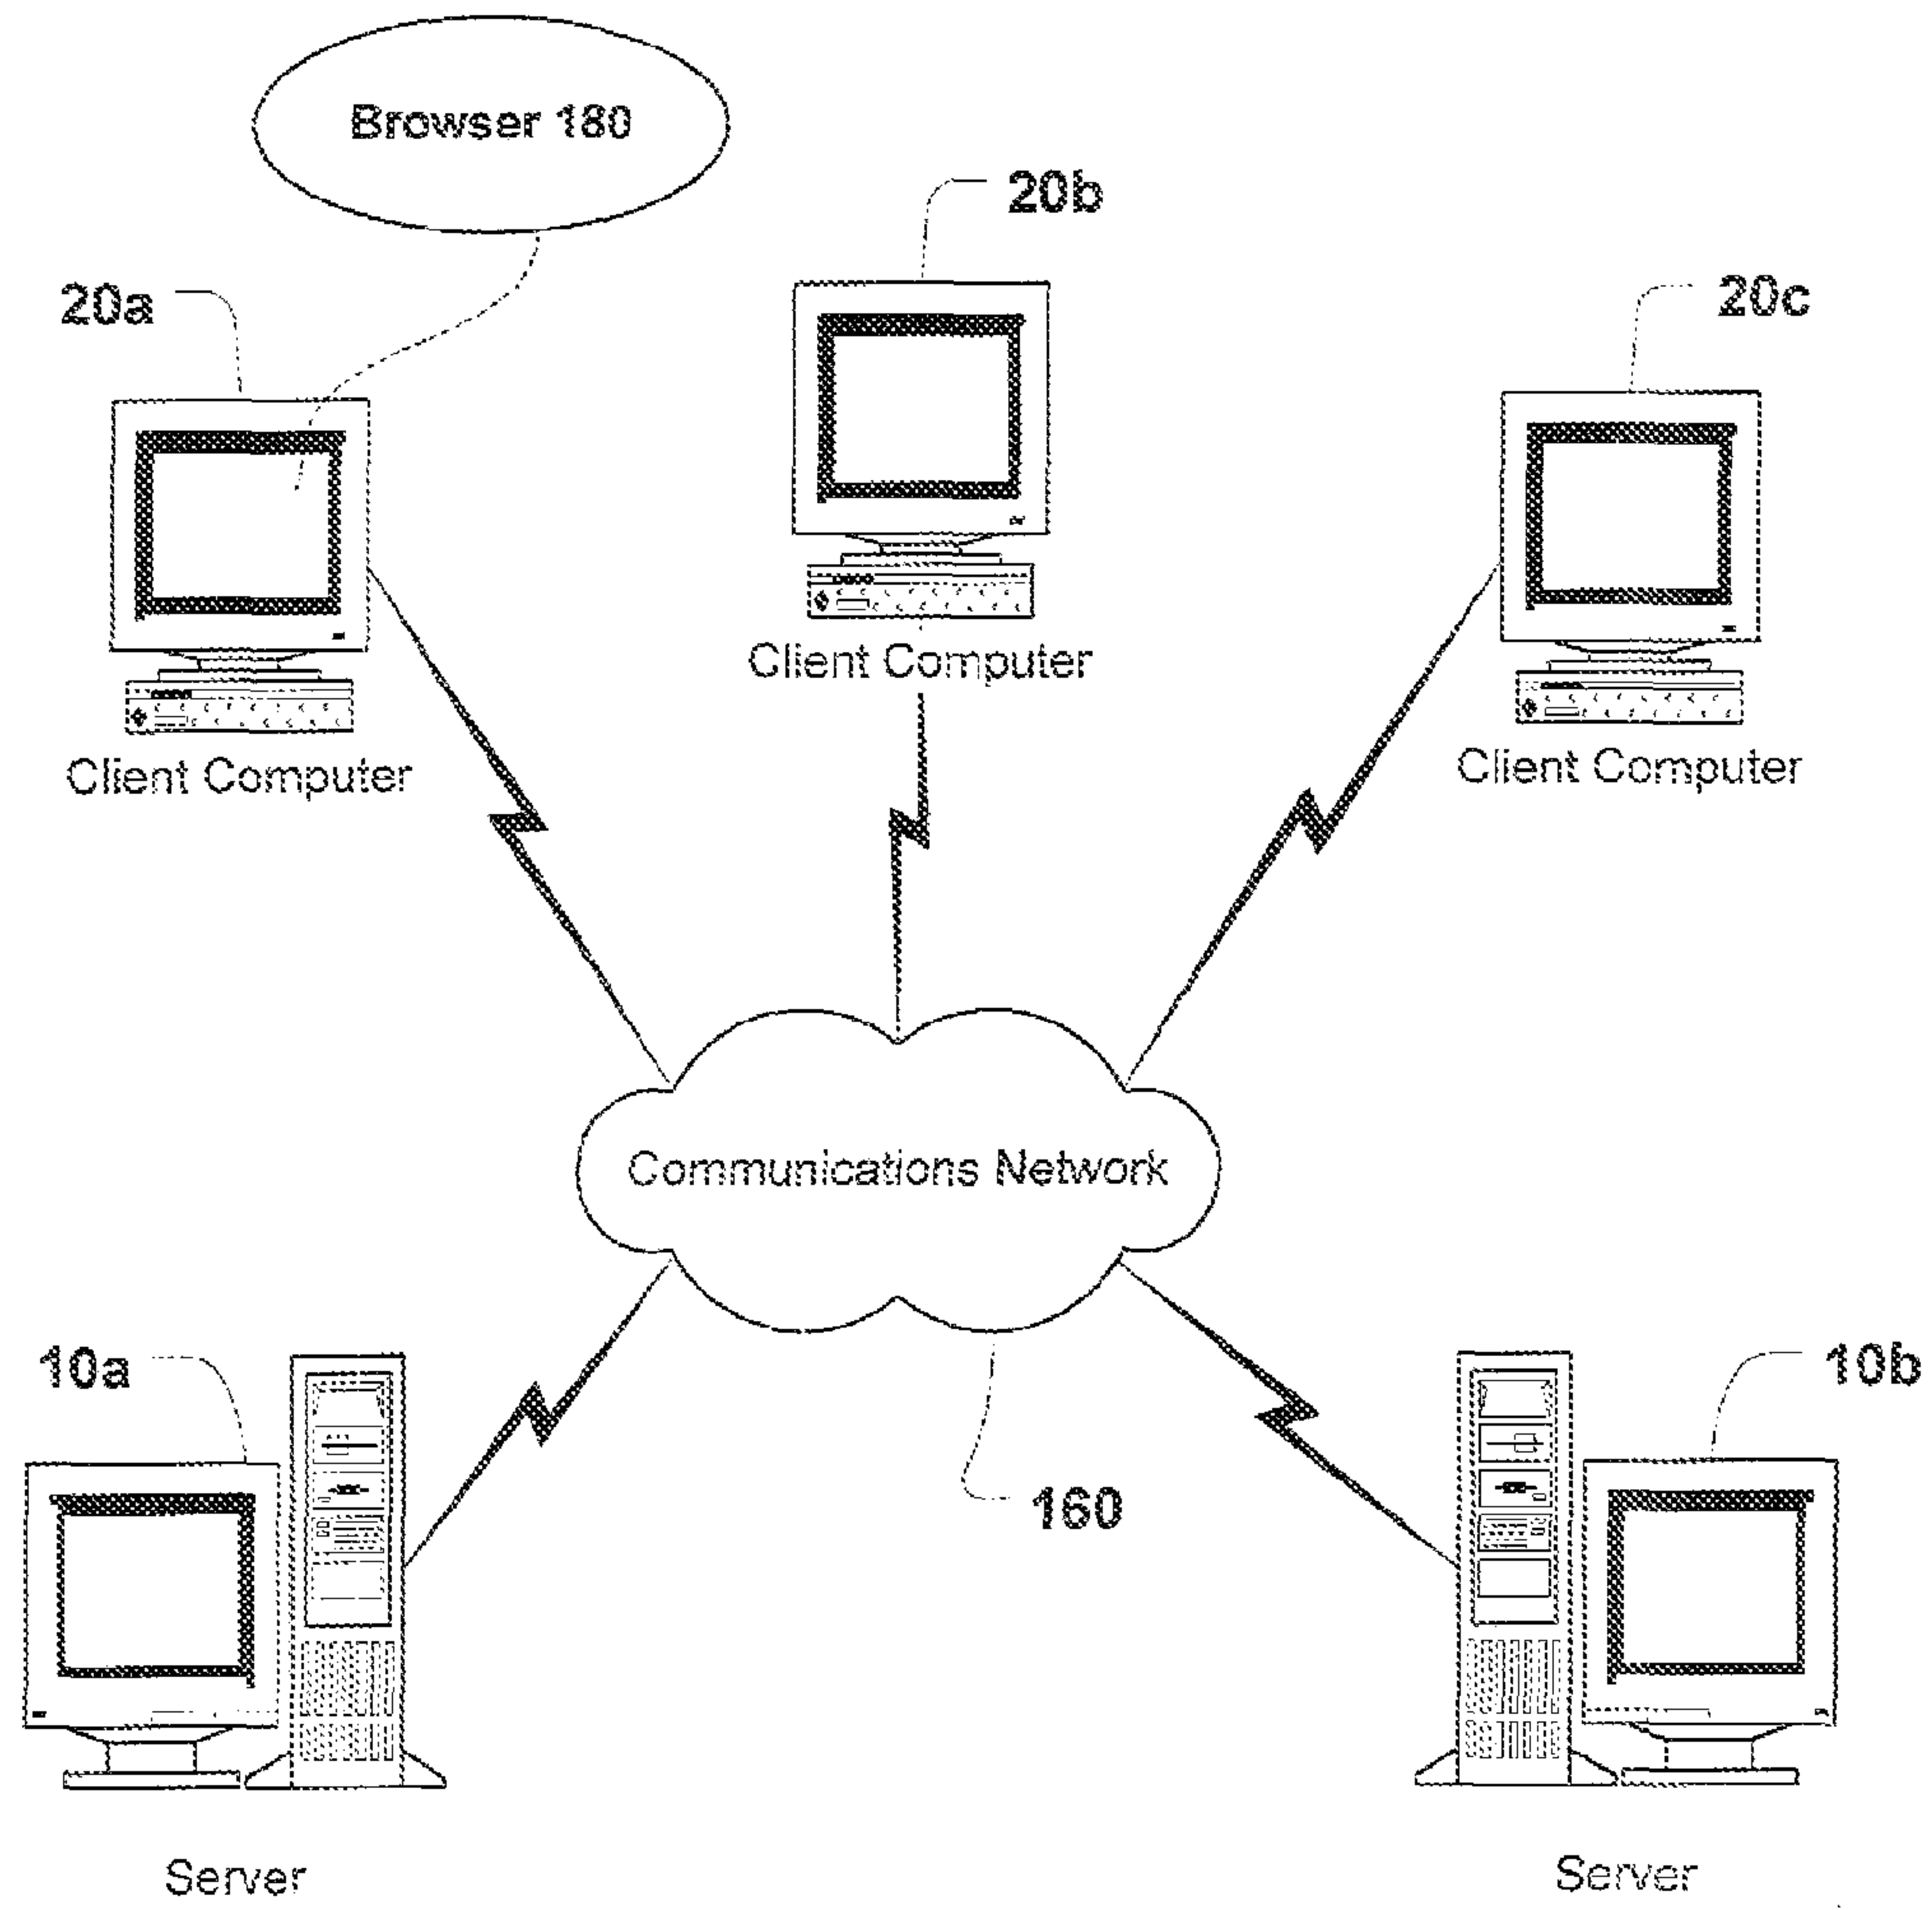 Browser 180
20b
20a
20c
Client Computer
Client Computer
Client Computer
Communications Network
10a
10b
160
Server
Server